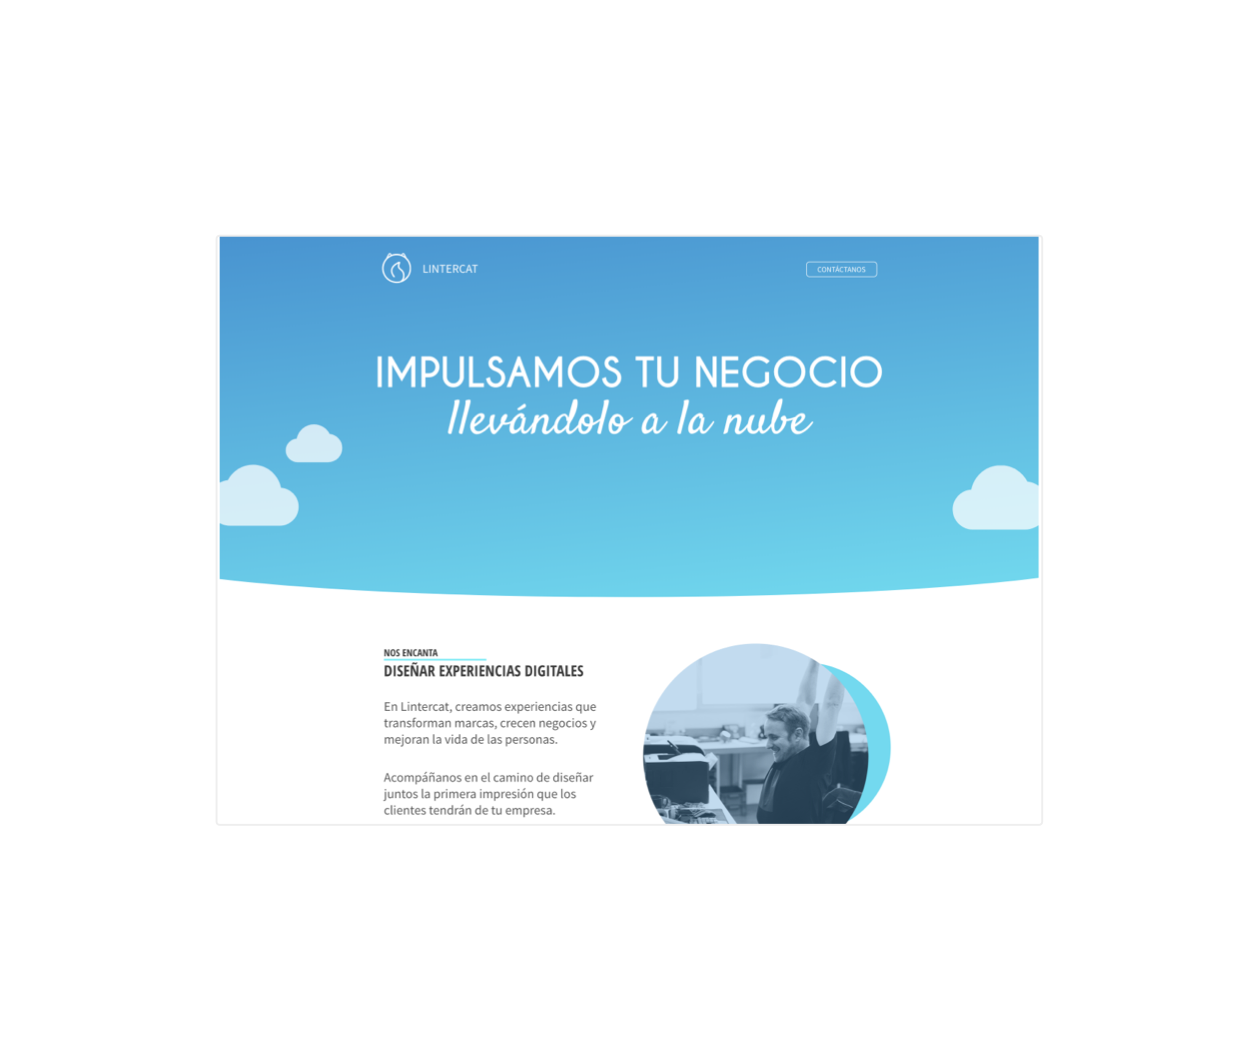 LINTERCAT
CONTÁCTANOS
IMPULSAMOS TU NEGOCIO
llevándolo a la nube
NOS ENCANTA
DISEÑAR EXPERIENCIAS DIGITALES
En Lintercat, creamos experiencias que
transforman marcas, crecen negocios y
mejoran la vida de las personas.
Acompáñanos en el camino de diseñar
juntos la primera impresión que los
clientes tendrán de tu empresa.